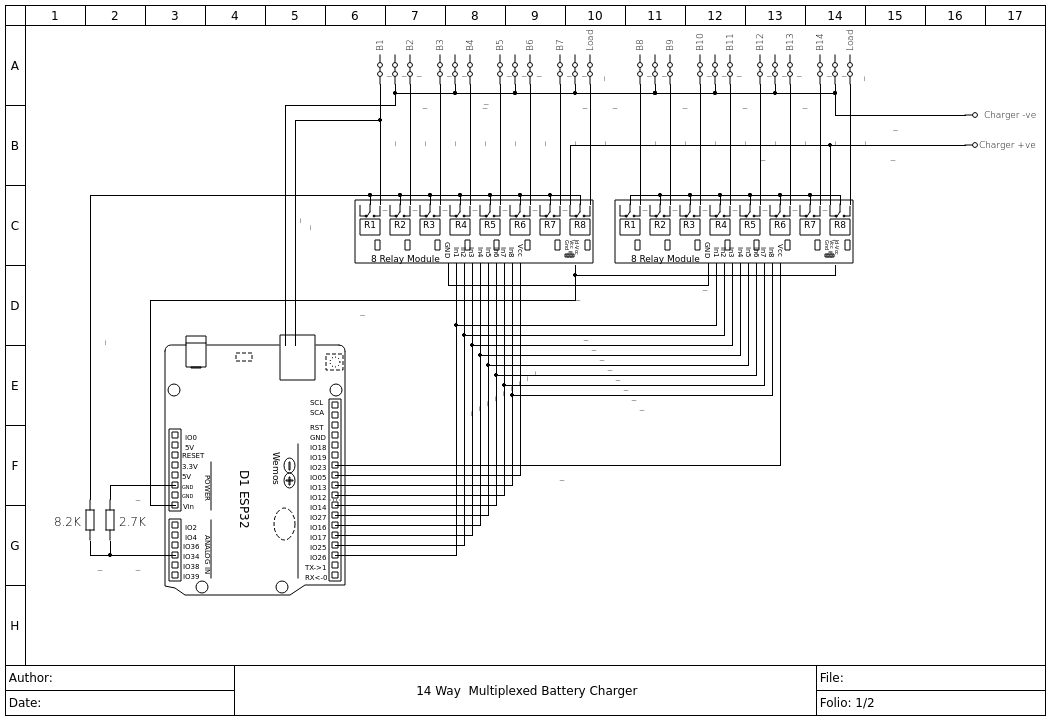 1 2 3 4 5 6 7 8 9 10 11 12 13 14 15 16 17
A
B
C
D
E
F
G
H
B1 B2 B3 B4 B5 B6 B7 Load B8 B9 B10 B11 B12 B13 B14 Load
Charger -ve
Charger +ve
R1 R2 R3 R4 R5 R6 R7 R8
GND In1 In2 In3 In4 In5 In6 In7 In8 Vcc
8 Relay Module
R1 R2 R3 R4 R5 R6 R7 R8
GND In1 In2 In3 In4 In5 In6 In7 In8 Vcc
8 Relay Module
SCL
SCA
RST
GND
IO18
IO19
IO23
IO05
IO13
IO12
IO14
IO27
IO16
IO17
IO25
IO26
TX->1
RX<-0
IO0
5V
RESET
3.3V
5V
GND
GND
Vin
POWER
IO2
IO4
IO36
IO34
IO38
IO39
ANALOG IN
D1 ESP32
Wemos
8.2K
2.7K
Author:
Date:
14 Way Multiplexed Battery Charger
File:
Folio: 1/2